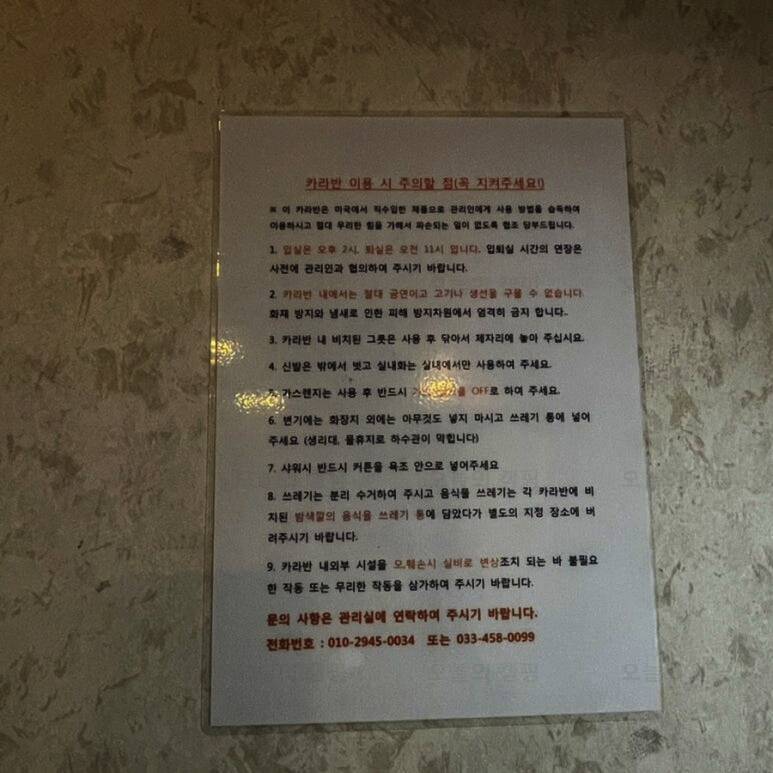 카라반 이용 시 주의할 점(꼭 지켜주세요!)
※ 이 카라반은 미국에서 직수입한 제품으로 관리인에게 사용 방법을 습득하여
이용하시고 절대 무리한 힘을 가해서 파손되는 일이 없도록 협조 당부드립니다.
1. 입실은 오후 2시, 퇴실은 오전 11시 입니다. 입퇴실 시간의 연장은
사전에 관리인과 협의하여 주시기 바랍니다.
2. 카라반 내에서는 절대 금연이고 고기나 생선을 구울 수 없습니다.
화재 방지와 냄새로 인한 피해 방지차원에서 엄격히 금지 합니다..
3. 카라반 내 비치된 그릇은 사용 후 닦아서 제자리에 놓아 주십시요.
4. 신발은 밖에서 벗고 실내화는 실내에서만 사용하여 주세요.
가스렌지는 사용 후 반드시 OFF로 하여 주세요.
6. 변기에는 화장지 외에는 아무것도 넣지 마시고 쓰레기 통에 넣어
주세요 (생리대, 물휴지로 하수관이 막힙니다)
7. 샤워시 반드시 커튼을 욕조 안으로 넣어주세요
8. 쓰레기는 분리 수거하여 주시고 음식물 쓰레기는 각 카라반에 비
치된 밤색깔의 음식물 쓰레기 통에 담았다가 별도의 지정 장소에 버
려주시기 바랍니다.
9. 카라반 내외부 시설을 오.훼손시 실비로 변상조치 되는 바 불필요
한 작동 또는 무리한 작동을 삼가하여 주시기 바랍니다.
문의 사항은 관리실에 연락하여 주시기 바랍니다.
전화번호 : 010-2945-0034 또는 033-458-0099